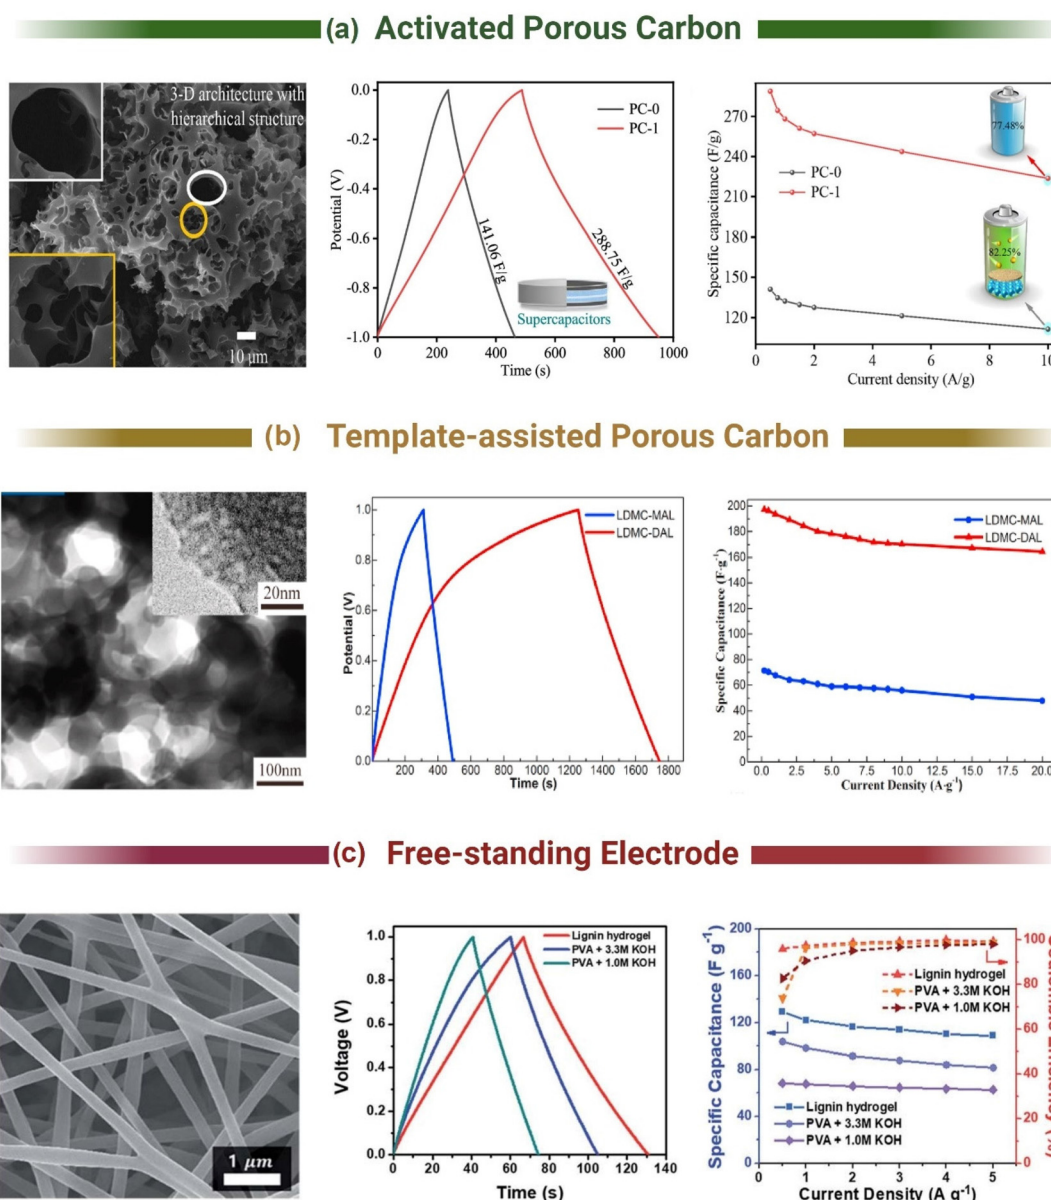 (a) Activated Porous Carbon
3-D architecture with
hierarchical structure
10 μm
0.0
-0.2
-0.4
-0.6
-0.8
-1.0
Potential (V)
PC-0
PC-1
141.06 F/g
288.75 F/g
Supercapacitors
0 200 400 600 800 1000
Time (s)
270
240
210
180
150
120
Specific capacitance (F/g)
PC-0
PC-1
77.48%
82.25%
0 2 4 6 8 10
Current density (A/g)
(b) Template-assisted Porous Carbon
20nm
100nm
1.0
0.8
0.6
0.4
0.2
0.0
Potential (V)
LDMC-MAL
LDMC-DAL
200 400 600 800 1000 1200 1400 1600 1800
Time (s)
200
180
160
140
120
100
80
60
40
20
0
Specific Capacitance (F·g-1)
LDMC-MAL
LDMC-DAL
0.0 2.5 5.0 7.5 10.0 12.5 15.0 17.5 20.0
Current Density (A·g-1)
(c) Free-standing Electrode
1 μm
1.0
0.8
0.6
0.4
0.2
0.0
Voltage (V)
Lignin hydrogel
PVA + 3.3M KOH
PVA + 1.0M KOH
0 20 40 60 80 100 120 140
Time (s)
200
160
120
80
40
0
Specific Capacitance (F g-1)
Lignin hydrogel
PVA + 3.3M KOH
PVA + 1.0M KOH
Lignin hydrogel
PVA + 3.3M KOH
PVA + 1.0M KOH
100
80
60
40
20
0
0 1 2 3 4 5
Current Density (A g-1)